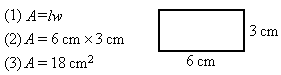 (1) A=lw
(2) A = 6 cm × 3 cm
(3) A = 18 cm²
3 cm
6 cm